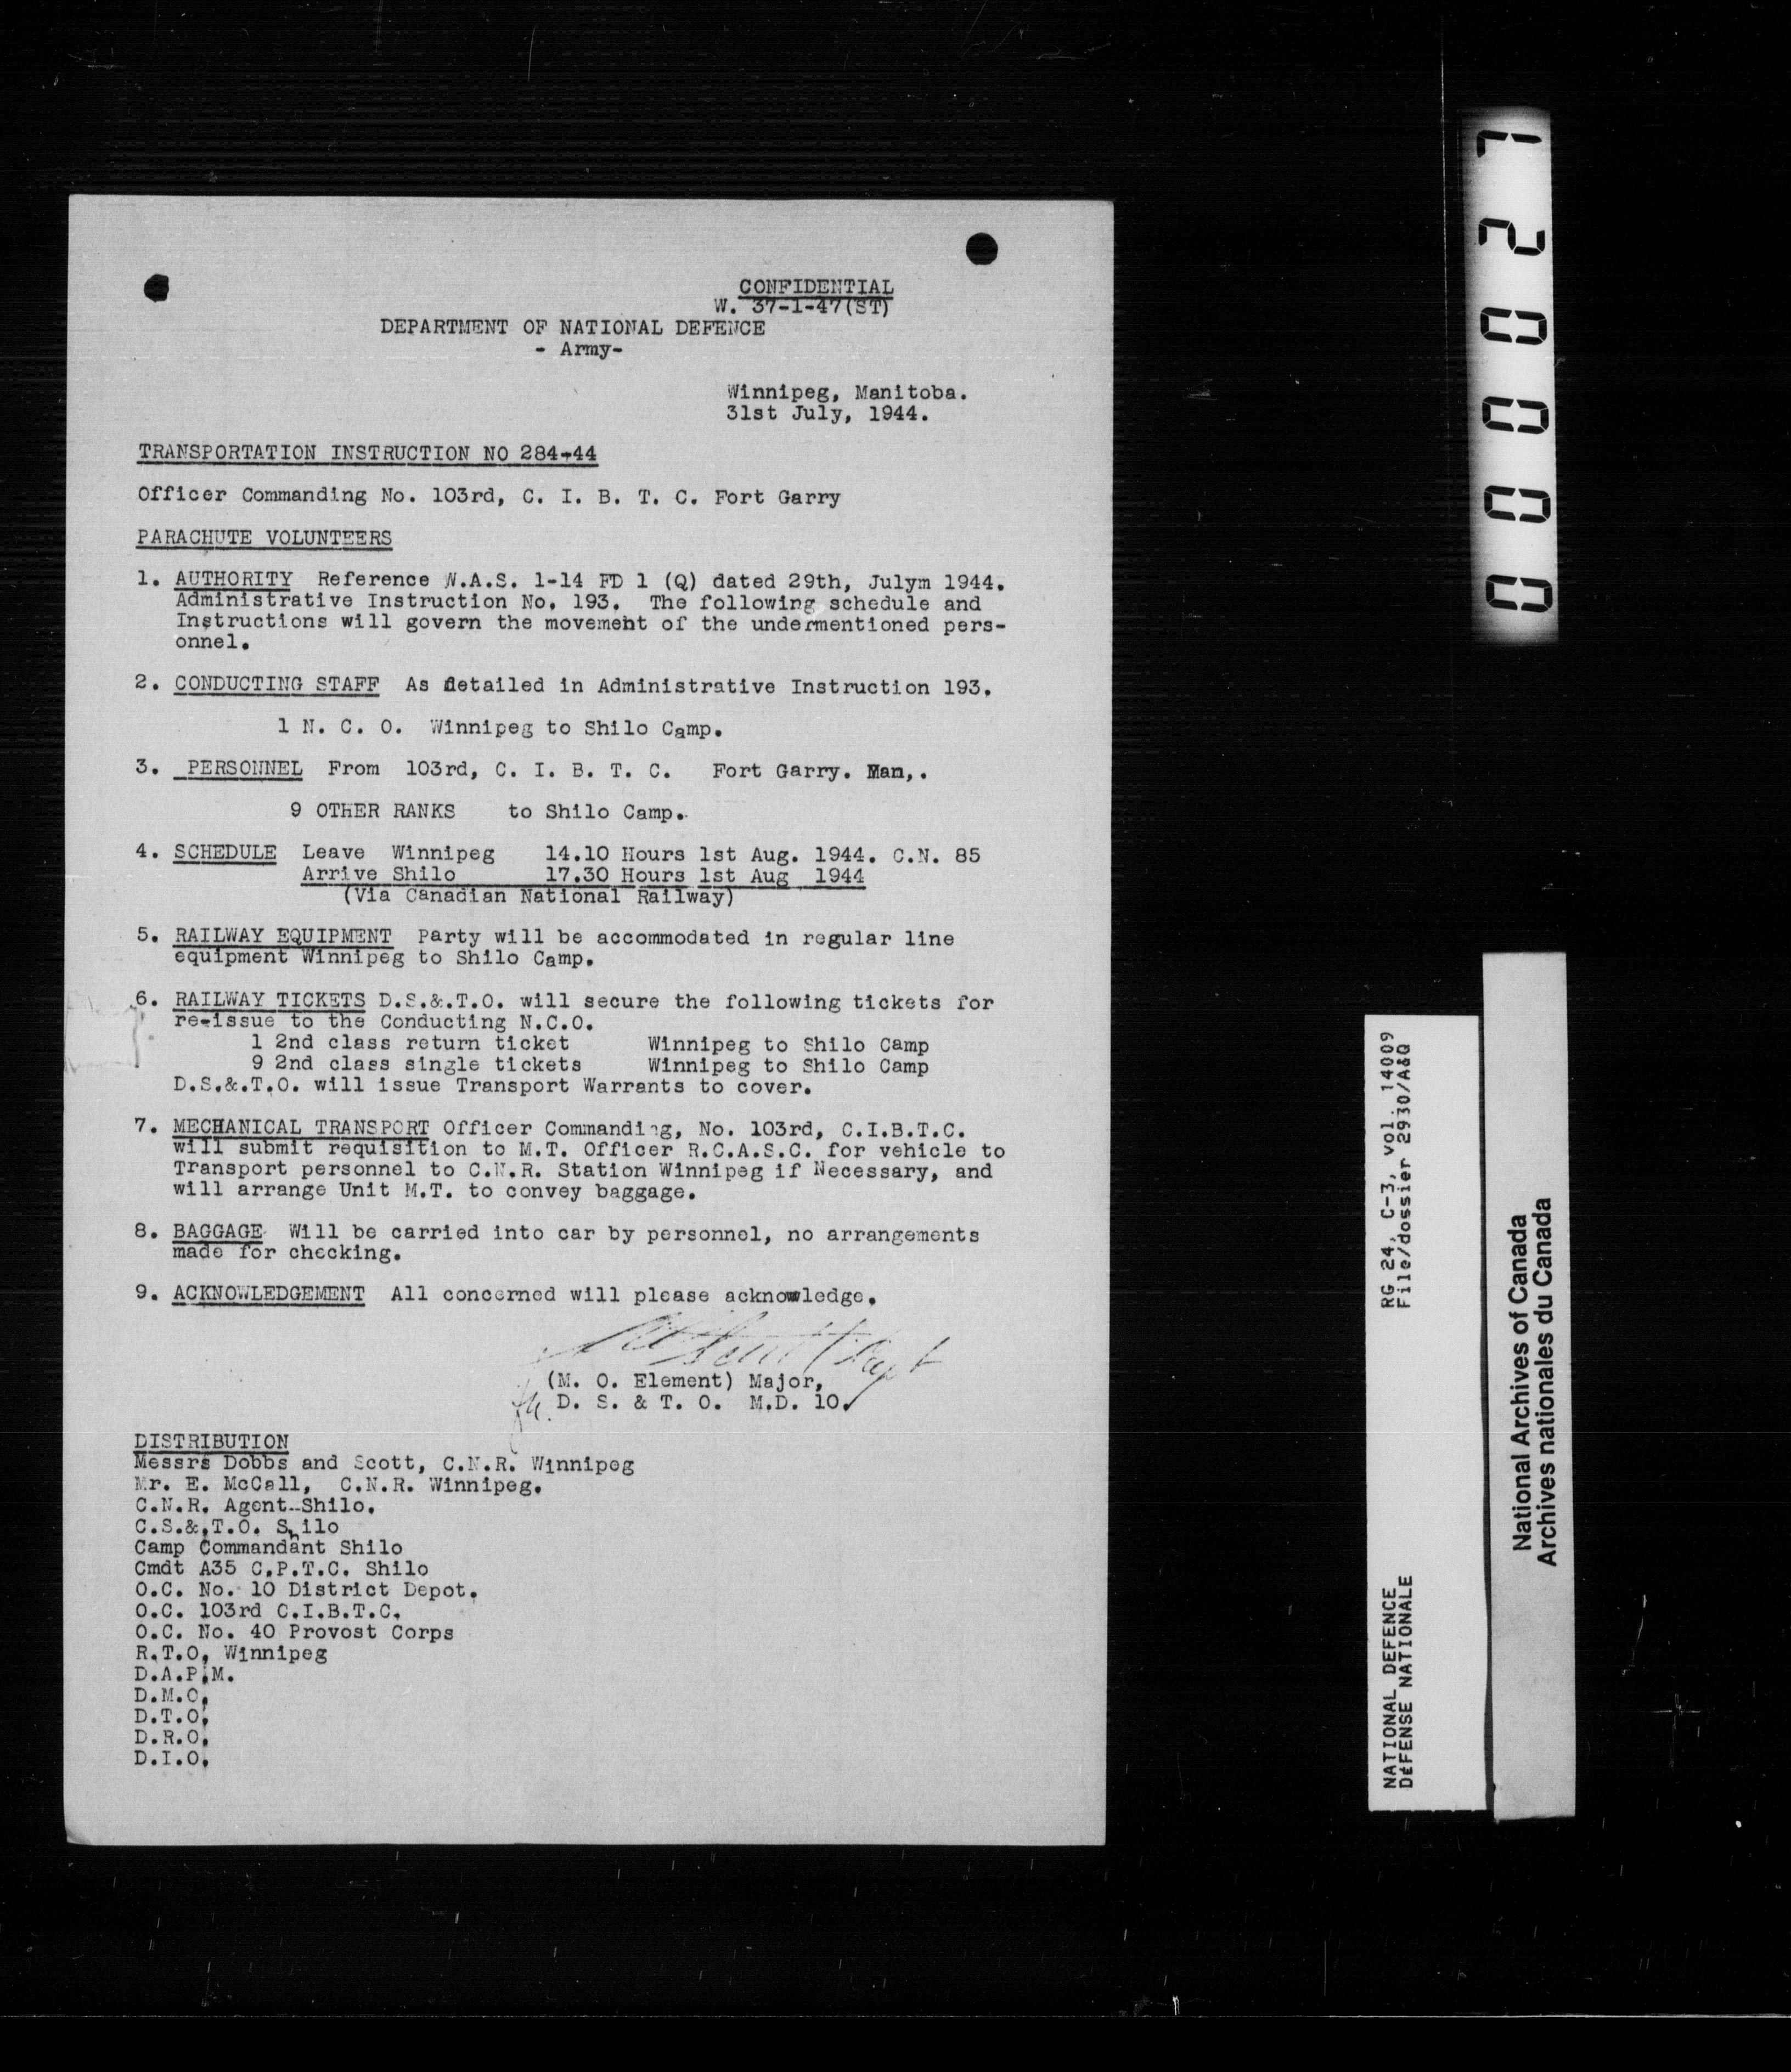 CONFIDENTIAL
W. 37-1-47(ST)
DEPARTMENT OF NATIONAL DEFENCE
- Army-
Winnipeg, Manitoba.
31st July, 1944.
TRANSPORTATION INSTRUCTION NO 284-44
Officer Commanding No. 103rd, C. I. B. T. C. Fort Garry
PARACHUTE VOLUNTEERS
1. AUTHORITY Reference W.A.S. 1-14 FD 1 (Q) dated 29th, Julym 1944.
Administrative Instruction No. 193. The following schedule and
Instructions will govern the movement of the undermentioned pers-
onnel.
2. CONDUCTING STAFF As detailed in Administrative Instruction 193.
1 N. C. O. Winnipeg to Shilo Camp.
3. PERSONNEL From 103rd, C. I. B. T. C. Fort Garry. Man,.
9 OTHER RANKS to Shilo Camp.
4. SCHEDULE Leave Winnipeg 14.10 Hours 1st Aug. 1944. C.N. 85
Arrive Shilo 17.30 Hours 1st Aug 1944
(Via Canadian National Railway)
5. RAILWAY EQUIPMENT Party will be accommodated in regular line
equipment Winnipeg to Shilo Camp.
6. RAILWAY TICKETS D.S.&.T.O. will secure the following tickets for
re-issue to the Conducting N.C.O.
1 2nd class return ticket Winnipeg to Shilo Camp
9 2nd class single tickets Winnipeg to Shilo Camp
D.S.&.T.O. will issue Transport Warrants to cover.
7. MECHANICAL TRANSPORT Officer Commanding, No. 103rd, C.I.B.T.C.
will submit requisition to M.T. Officer R.C.A.S.C. for vehicle to
Transport personnel to C.N.R. Station Winnipeg if Necessary, and
will arrange Unit M.T. to convey baggage.
8. BAGGAGE Will be carried into car by personnel, no arrangements
made for checking.
9. ACKNOWLEDGEMENT All concerned will please acknowledge.
Capt
(M. O. Element) Major,
for D. S. & T. O. M.D. 10.
DISTRIBUTION
Messrs Dobbs and Scott, C.N.R. Winnipeg
Mr. E. McCall, C.N.R. Winnipeg.
C.N.R. Agent--Shilo.
C.S.&.T.O. Shilo
Camp Commandant Shilo
Cmdt A35 C.P.T.C. Shilo
O.C. No. 10 District Depot.
O.C. 103rd C.I.B.T.C.
O.C. No. 40 Provost Corps
R.T.O. Winnipeg
D.A.P.M.
D.M.O.
D.T.O.
D.R.O.
D.I.O.
000021
RG 24, C-3, vol. 14009
File/dossier 2930/A&Q
NATIONAL DEFENCE
DÉFENSE NATIONALE
National Archives of Canada
Archives nationales du Canada